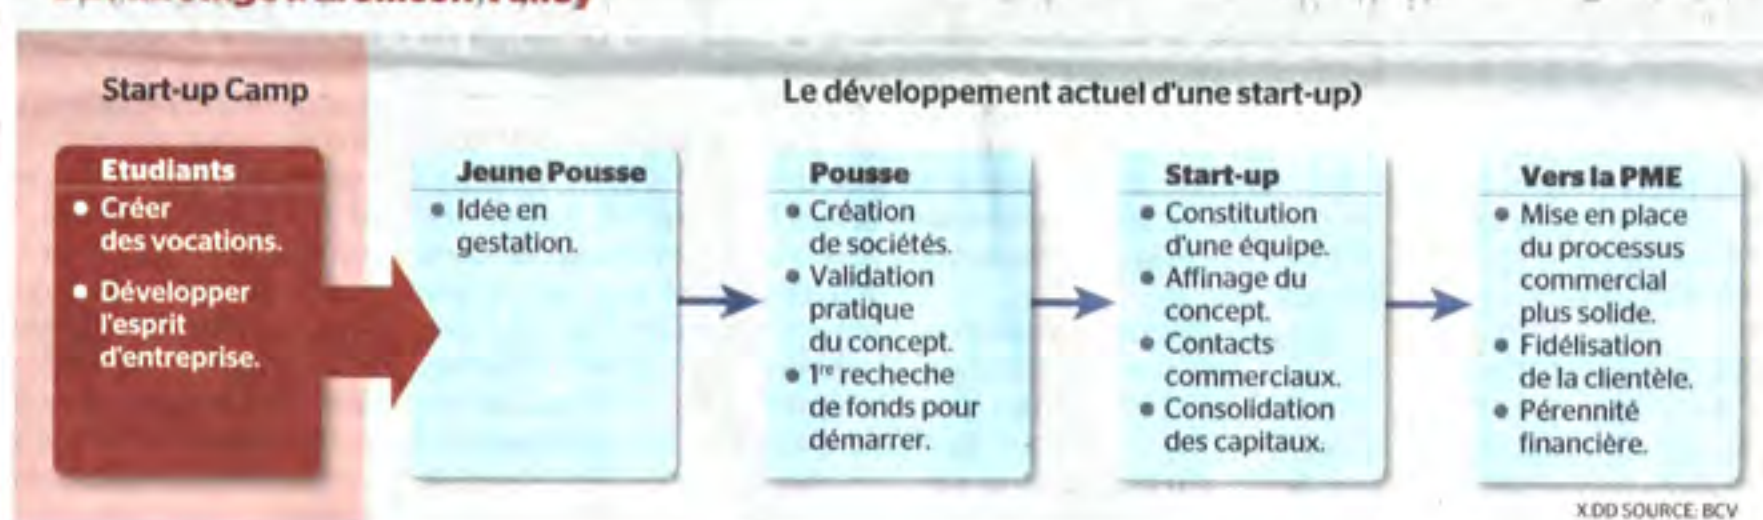 Valley
Start-up Camp
Le développement actuel d'une start-up)
Etudiants
• Créer
des vocations.
• Développer
l'esprit
d'entreprise.
Jeune Pousse
• Idée en
gestation.
Pousse
• Création
de sociétés.
• Validation
pratique
du concept.
• 1re recheche
de fonds pour
démarrer.
Start-up
• Constitution
d'une équipe.
• Affinage du
concept.
• Contacts
commerciaux.
• Consolidation
des capitaux.
Vers la PME
• Mise en place
du processus
commercial
plus solide.
• Fidélisation
de la clientèle.
• Pérennité
financière.
X.DD SOURCE: BCV